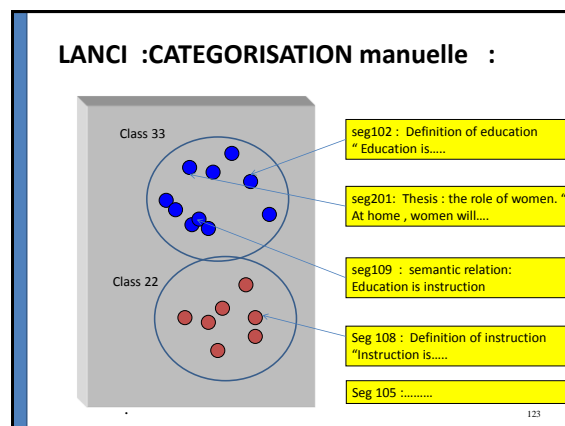 LANCI :CATEGORISATION manuelle :
Class 33
seg102 : Definition of education
“ Education is…..
seg201: Thesis : the role of women. “
At home , women will….
seg109 : semantic relation:
Education is instruction
Class 22
Seg 108 : Definition of instruction
“Instruction is…..
Seg 105 :………
.
123